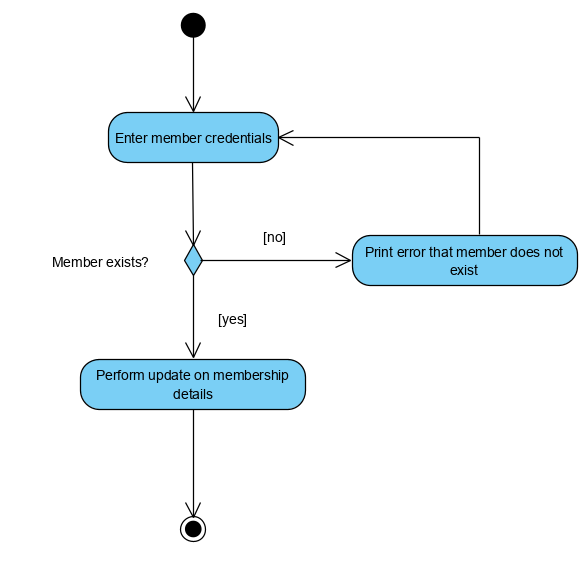 Enter member credentials
[no]
Member exists?
Print error that member does not
exist
[yes]
Perform update on membership
details